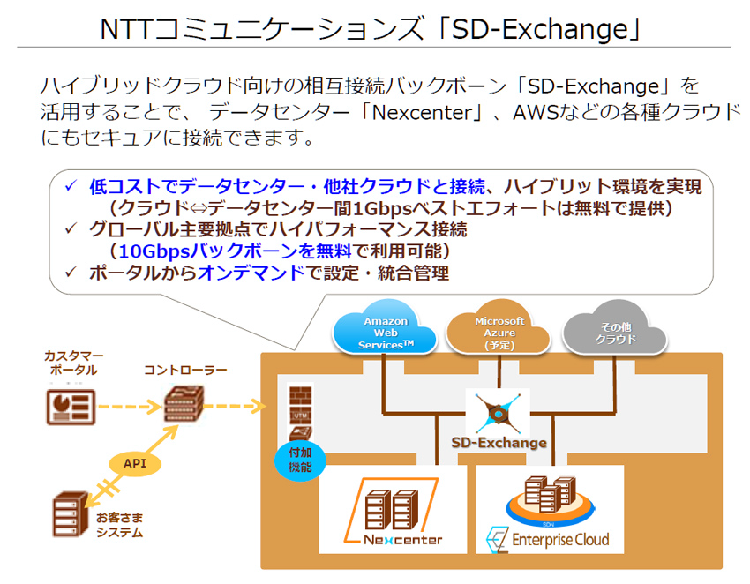 NTTコミュニケーションズ「SD-Exchange」
ハイブリッドクラウド向けの相互接続バックボーン「SD-Exchange」を
活用することで、 データセンター「Nexcenter」、AWSなどの各種クラウド
にもセキュアに接続できます。
✓ 低コストでデータセンター・他社クラウドと接続、ハイブリット環境を実現
（クラウド⇔データセンター間1Gbpsベストエフォートは無料で提供）
✓ グローバル主要拠点でハイパフォーマンス接続
（10Gbpsバックボーンを無料で利用可能）
✓ ポータルからオンデマンドで設定・統合管理
Amazon
Web
Services™
Microsoft
Azure
(予定)
その他
クラウド
カスタマー
ポータル
コントローラー
VTM
付加
機能
SD-Exchange
API
お客さま
システム
Nexcenter
SDN
Enterprise Cloud